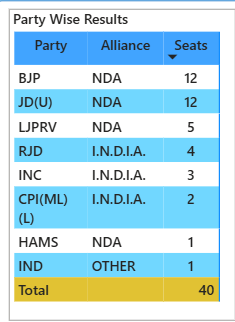 Party Wise Results
Party Alliance Seats
BJP NDA 12
JD(U) NDA 12
LJPRV NDA 5
RJD I.N.D.I.A. 4
INC I.N.D.I.A. 3
CPI(ML) I.N.D.I.A. 2
(L)
HAMS NDA 1
IND OTHER 1
Total 40